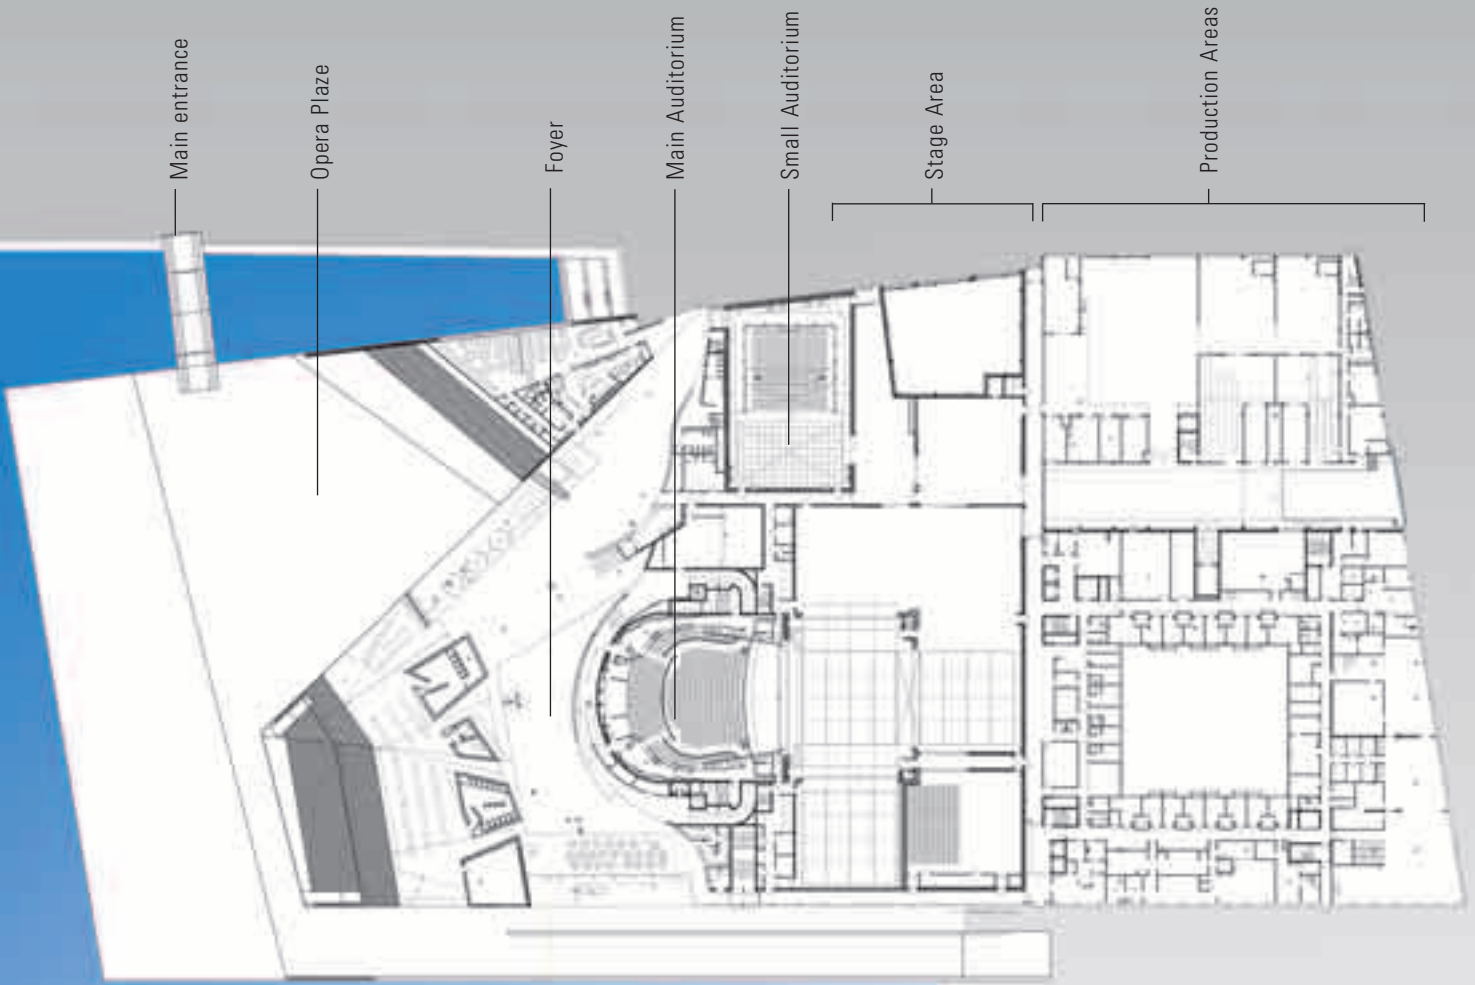 Main entrance
Opera Plaze
Foyer
Main Auditorium
Small Auditorium
Stage Area
Production Areas